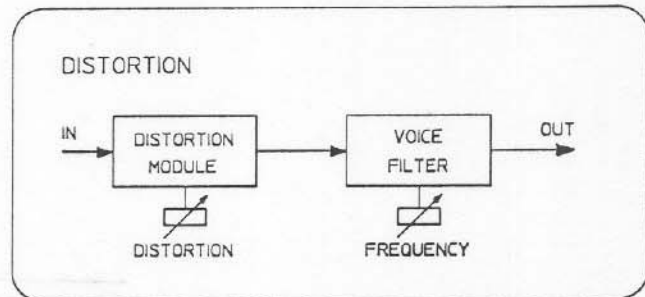 DISTORTION
IN
DISTORTION
MODULE
VOICE
FILTER
OUT
DISTORTION
FREQUENCY